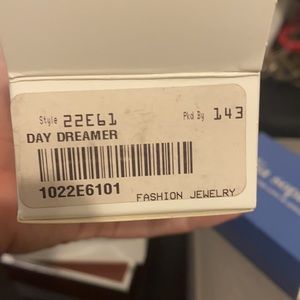 Style 22E61 Pkd By 143
DAY DREAMER
1022E6101
FASHION JEWELRY